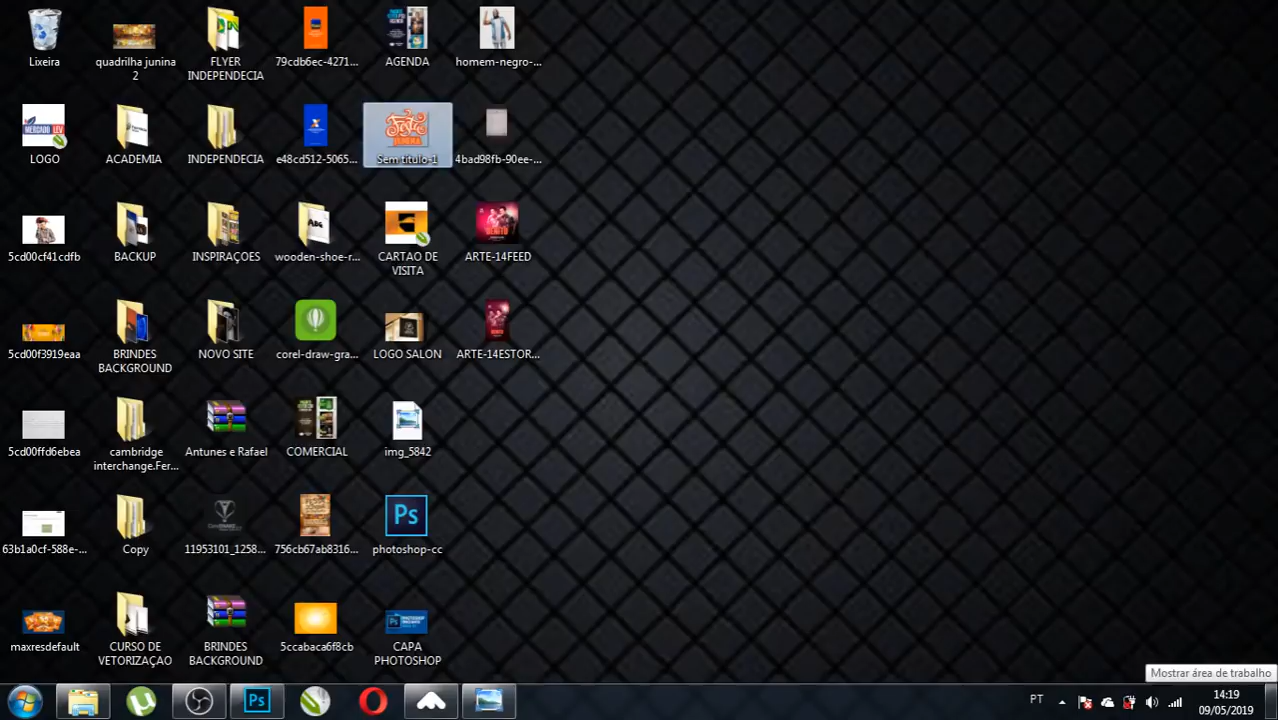 Lixeira
quadrilha junina
2
FLYER
INDEPENDECIA
79cdb6ec-4271...
AGENDA
homem-negro-...
MERCADO LEV
LOGO
ACADEMIA
INDEPENDECIA
e48cd512-5065...
Sem título-1
4bad98fb-90ee-...
5cd00cf41cdfb
BACKUP
INSPIRAÇOES
wooden-shoe-r...
CARTAO DE
VISITA
ARTE-14FEED
5cd00f3919eaa
BRINDES
BACKGROUND
NOVO SITE
corel-draw-gra...
LOGO SALON
ARTE-14ESTOR...
5cd00ffd6ebea
cambridge
interchange.Fer...
Antunes e Rafael
COMERCIAL
img_5842
63b1a0cf-588e-...
Copy
11953101_1258...
756cb67ab8316...
Ps
photoshop-cc
maxresdefault
CURSO DE
VETORIZAÇAO
BRINDES
BACKGROUND
5ccabaca6f8cb
CAPA
PHOTOSHOP
Mostrar área de trabalho
Ps
PT
14:19
09/05/2019